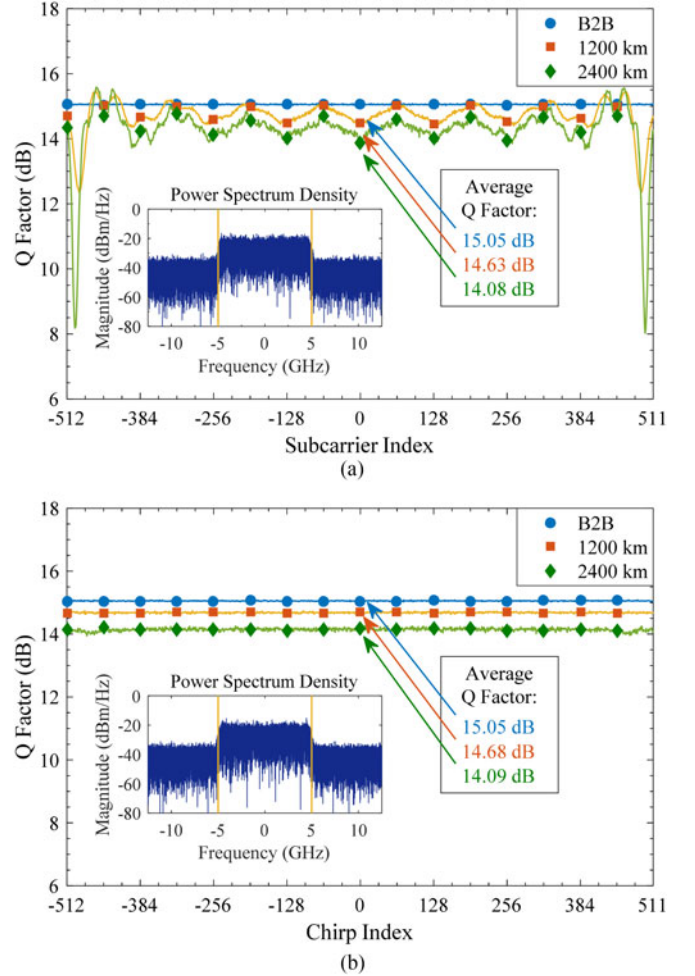 18
B2B
1200 km
2400 km
16
14
12
10
8
6
Q Factor (dB)
Power Spectrum Density
0
-20
-40
-60
-80
Magnitude (dBm/Hz)
-10 -5 0 5 10
Frequency (GHz)
Average
Q Factor:
15.05 dB
14.63 dB
14.08 dB
-512 -384 -256 -128 0 128 256 384 511
Subcarrier Index
(a)
18
B2B
1200 km
2400 km
16
14
12
10
8
6
Q Factor (dB)
Power Spectrum Density
0
-20
-40
-60
-80
Magnitude (dBm/Hz)
-10 -5 0 5 10
Frequency (GHz)
Average
Q Factor:
15.05 dB
14.68 dB
14.09 dB
-512 -384 -256 -128 0 128 256 384 511
Chirp Index
(b)